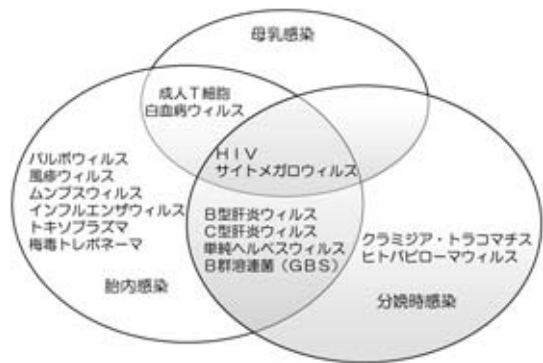 母乳感染
成人T細胞
白血病ウィルス
HIV
サイトメガロウィルス
パルボウィルス
風疹ウィルス
ムンプスウィルス
インフルエンザウィルス
トキソプラズマ
梅毒トレポネーマ
胎内感染
B型肝炎ウィルス
C型肝炎ウィルス
単純ヘルペスウィルス
B群溶連菌(GBS)
クラミジア・トラコマチス
ヒトパピローマウィルス
分娩時感染